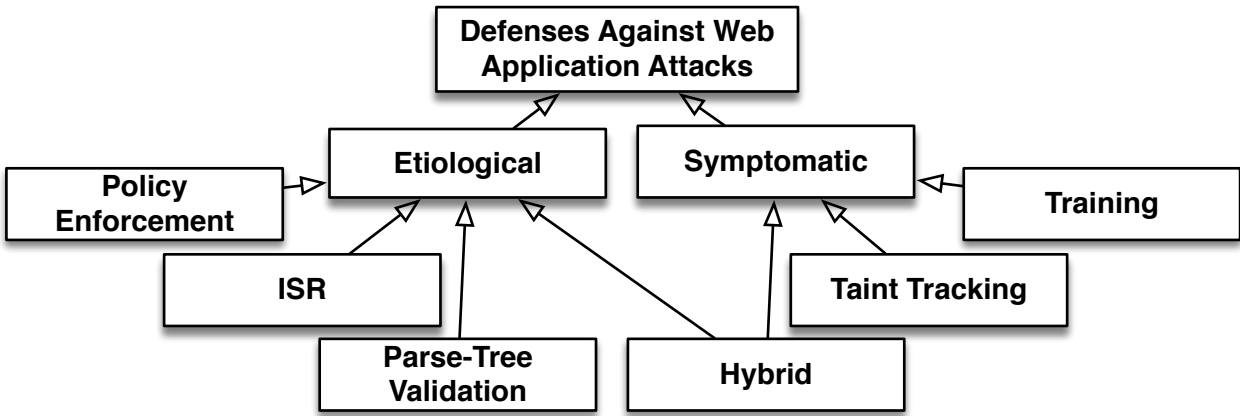 Defenses Against Web
Application Attacks
Etiological
Symptomatic
Policy
Enforcement
Training
ISR
Taint Tracking
Parse-Tree
Validation
Hybrid